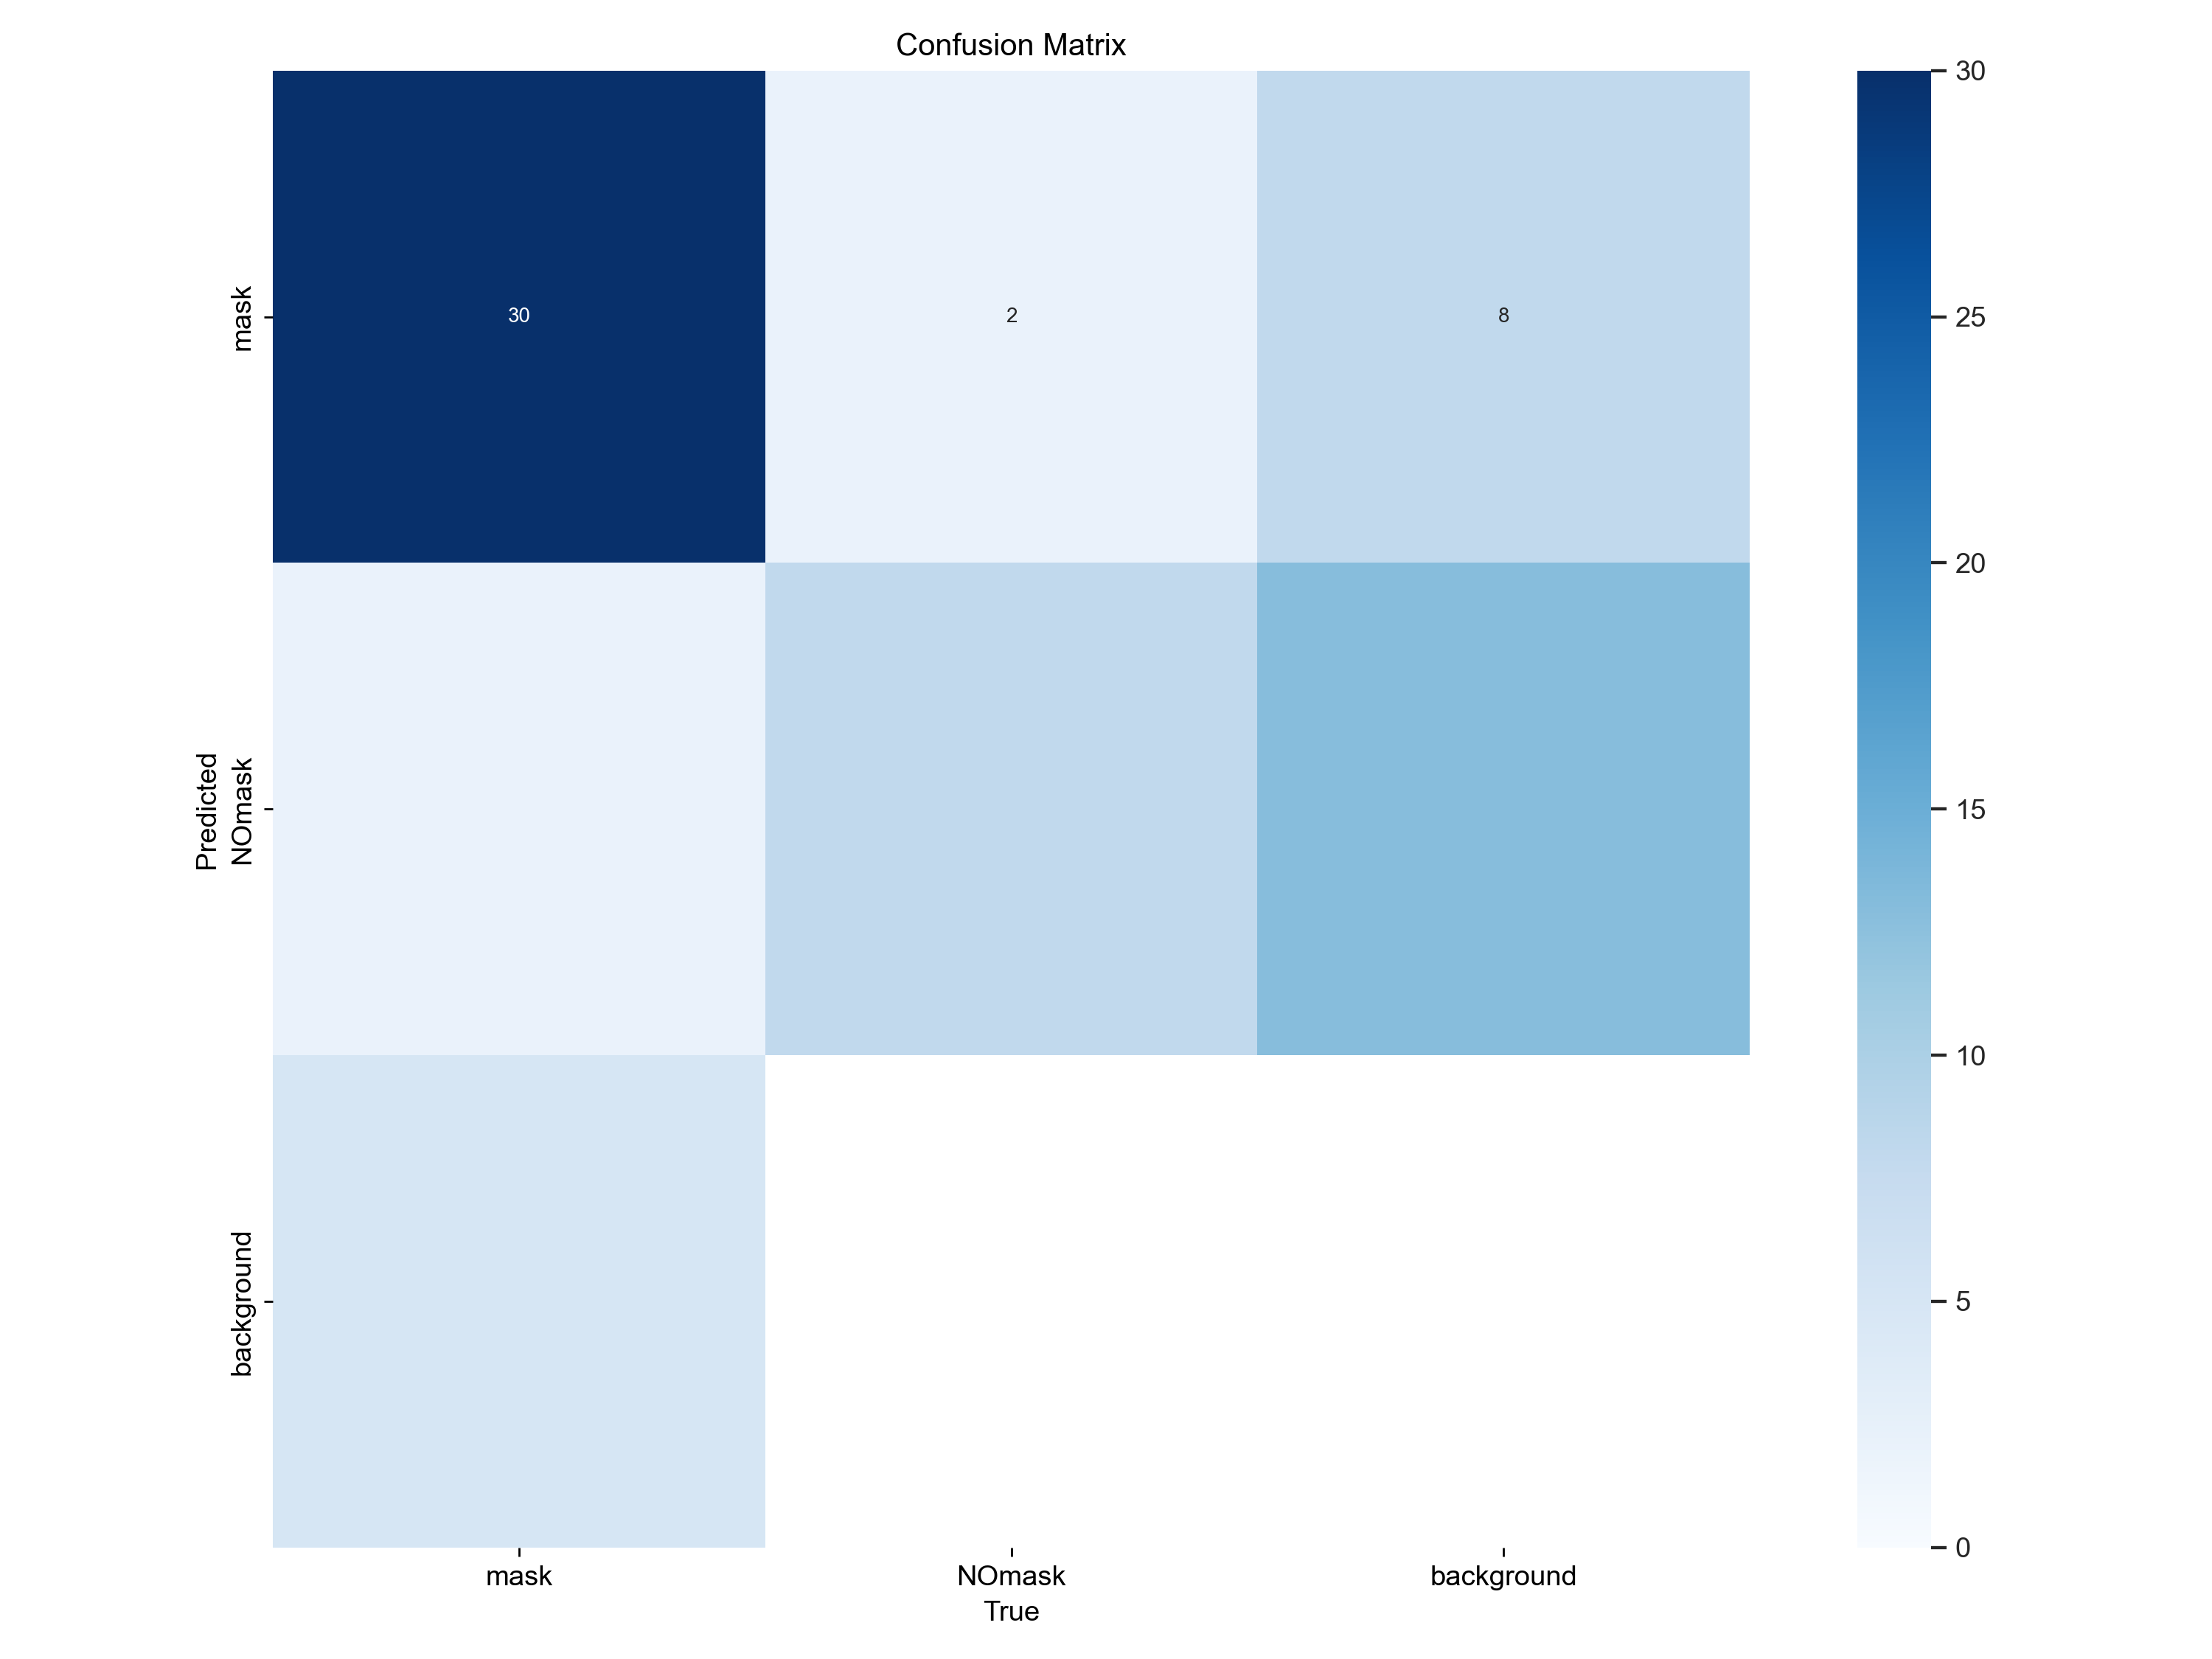 Confusion Matrix
30 2 8
mask
NOmask
background
Predicted
mask NOmask background
True
30
25
20
15
10
5
0